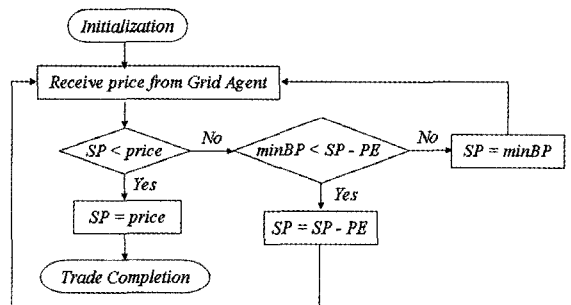 Initialization
Receive price from Grid Agent
SP < price
No
minBP < SP - PE
No
SP = minBP
Yes
Yes
SP = price
SP = SP - PE
Trade Completion